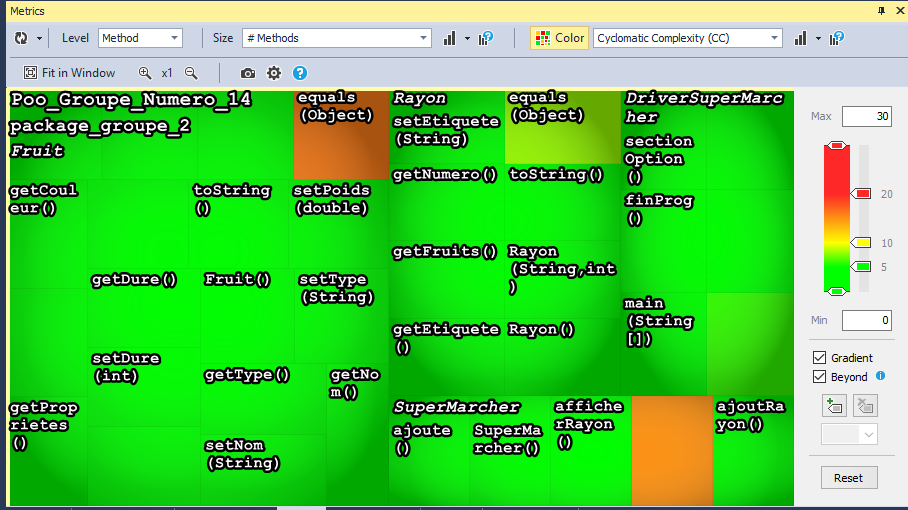 Metrics
Level Method Size # Methods Color Cyclomatic Complexity (CC)
Fit in Window x1
Poo_Groupe_Numero_14
package_groupe_2
Fruit
equals
(Object)
getCoul
eur()
toString
()
setPoids
(double)
getDure()
Fruit()
setType
(String)
setDure
(int)
getType()
getNo
m()
getProp
rietes
()
setNom
(String)
Rayon
setEtiquete
(String)
equals
(Object)
getNumero()
toString()
getFruits()
Rayon
(String,int
)
getEtiquete
()
Rayon()
DriverSuperMarc
her
section
Option
()
finProg
()
main
(String
[])
SuperMarcher
ajoute
()
SuperMa
rcher()
affiche
rRayon
()
ajoutRa
yon()
Max 30
20
10
5
Min 0
Gradient
Beyond
Reset